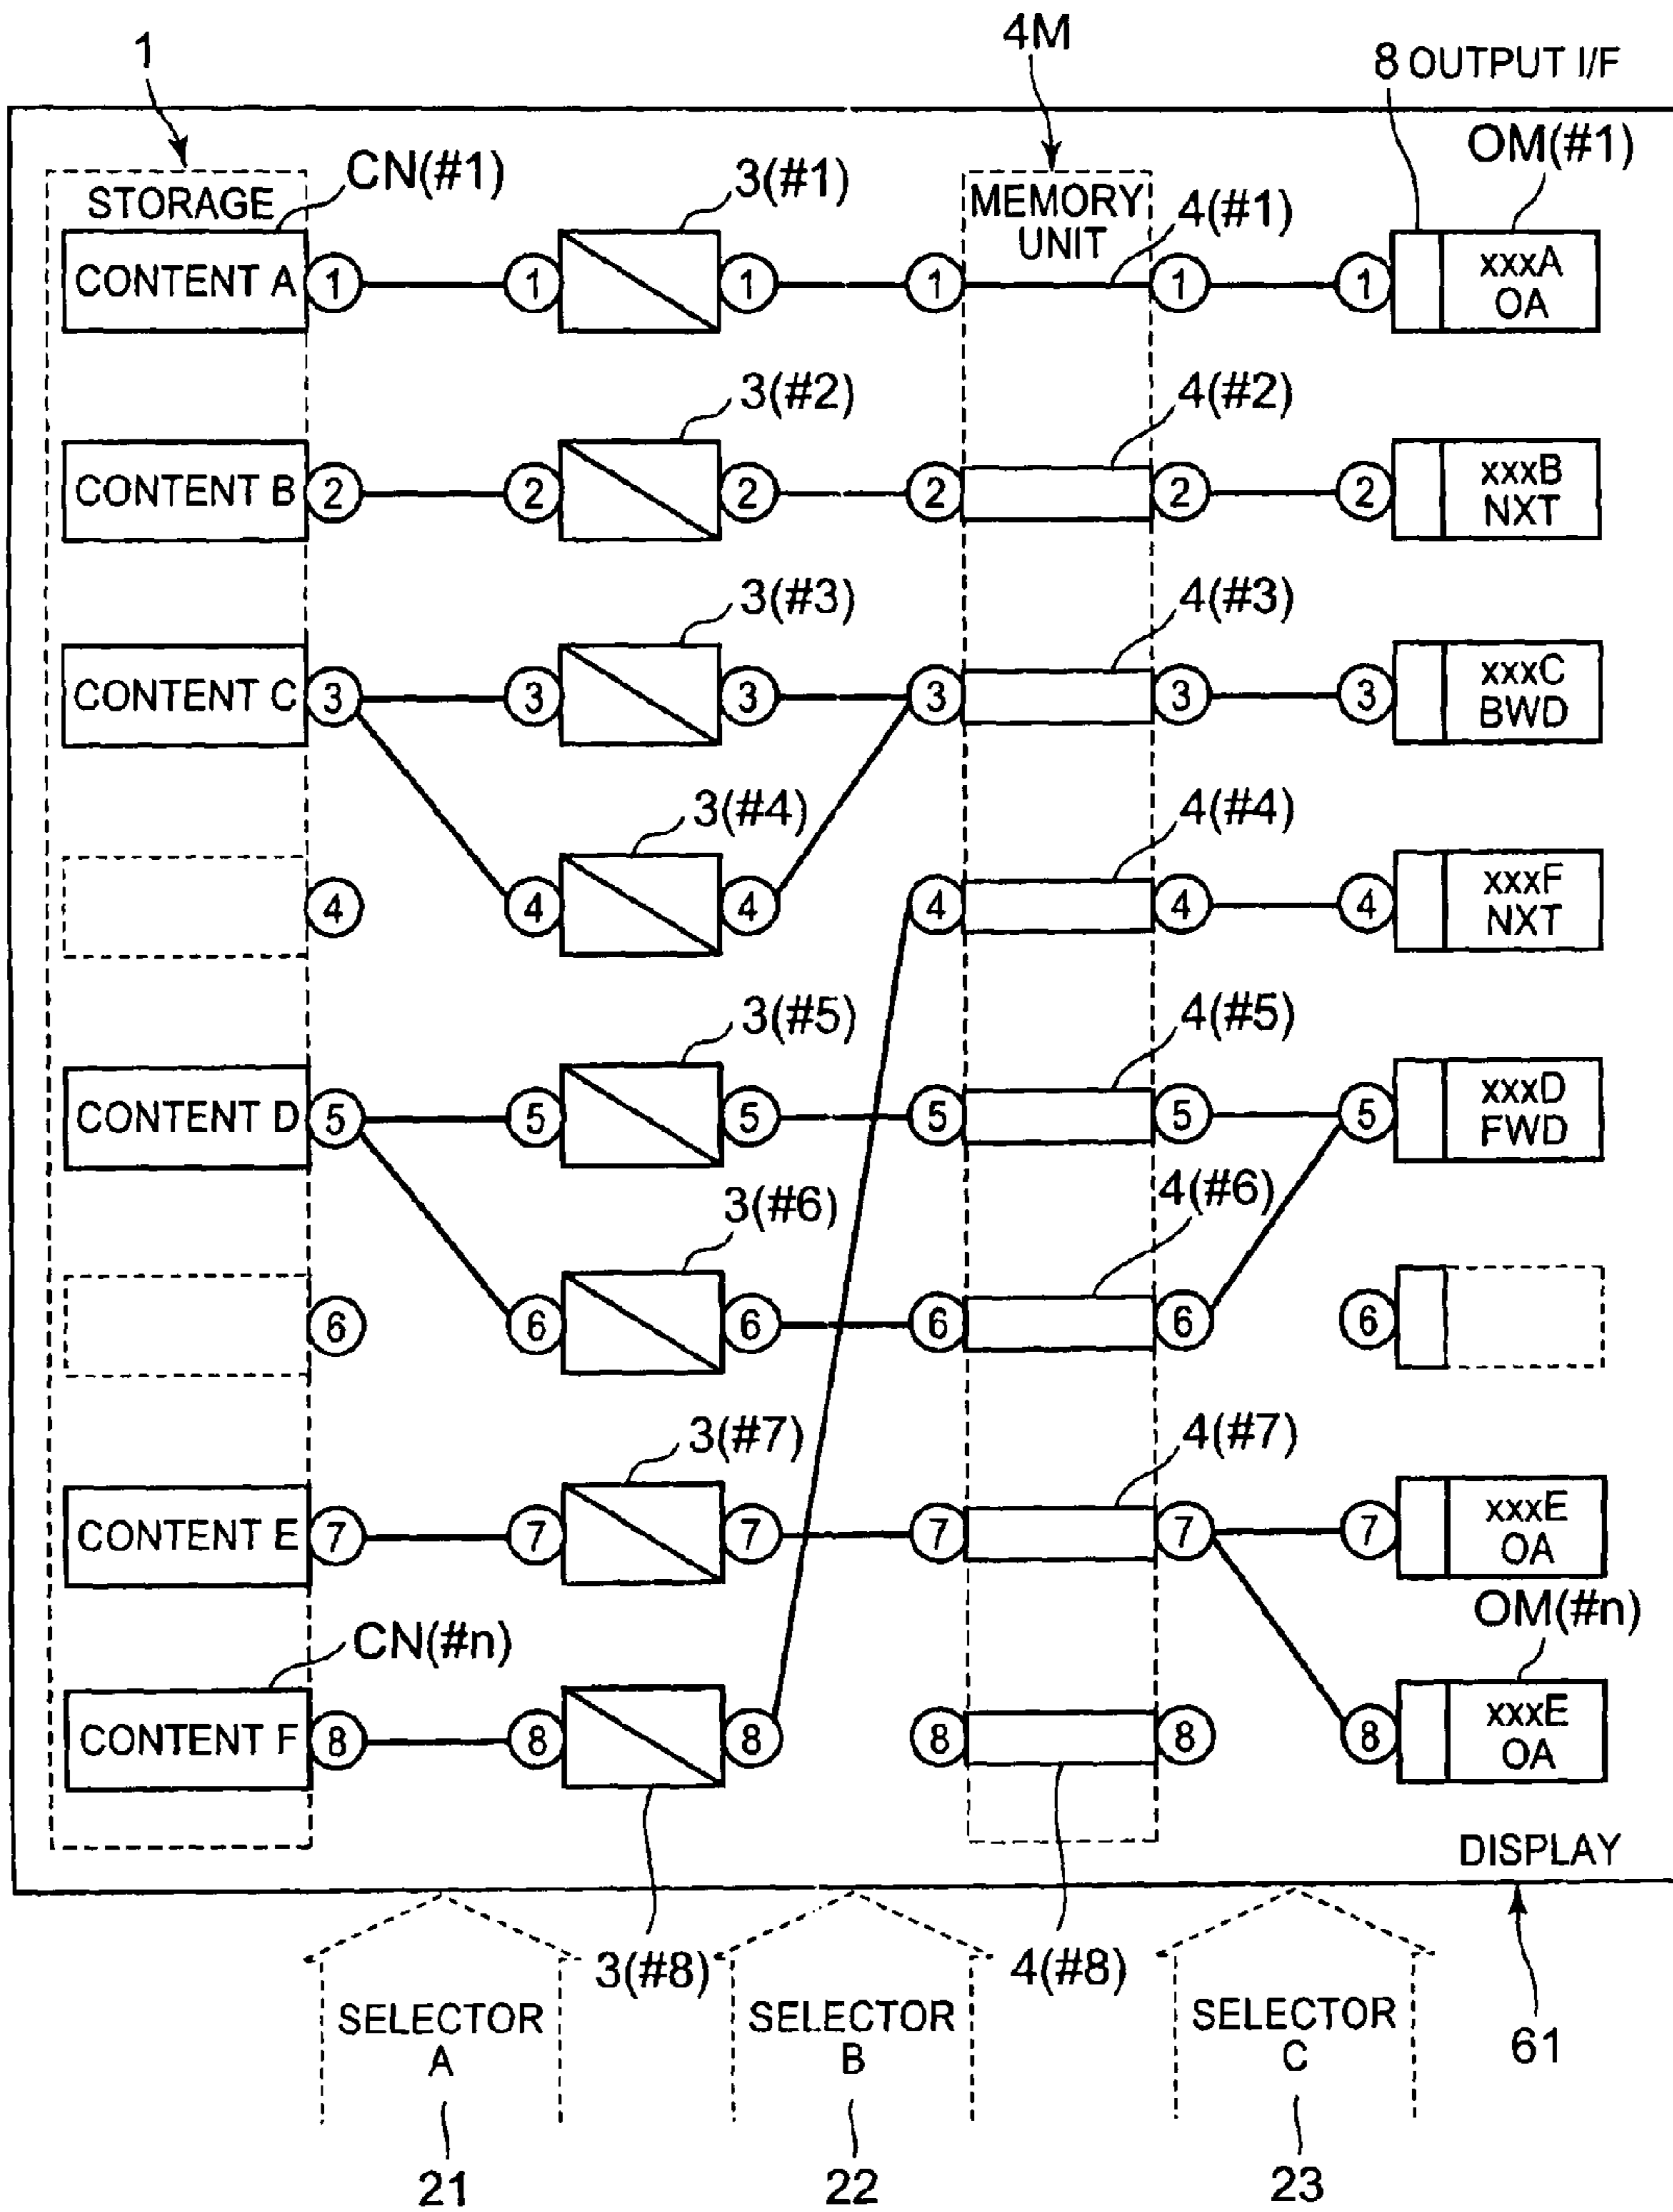 1
4M
8 OUTPUT I/F
STORAGE
CN(#1)
3(#1)
MEMORY
UNIT
4(#1)
OM(#1)
CONTENT A
1
1
1
1
1
1
xxxA
OA
3(#2)
4(#2)
CONTENT B
2
2
2
2
2
2
xxxB
NXT
3(#3)
4(#3)
CONTENT C
3
3
3
3
3
3
xxxC
BWD
3(#4)
4(#4)
4
4
4
4
4
4
xxxF
NXT
3(#5)
4(#5)
CONTENT D
5
5
5
5
5
5
xxxD
FWD
3(#6)
4(#6)
6
6
6
6
6
6
3(#7)
4(#7)
CONTENT E
7
7
7
7
7
7
xxxE
OA
CN(#n)
OM(#n)
CONTENT F
8
8
8
8
8
8
xxxE
OA
DISPLAY
3(#8)
4(#8)
SELECTOR
A
SELECTOR
B
SELECTOR
C
61
21
22
23